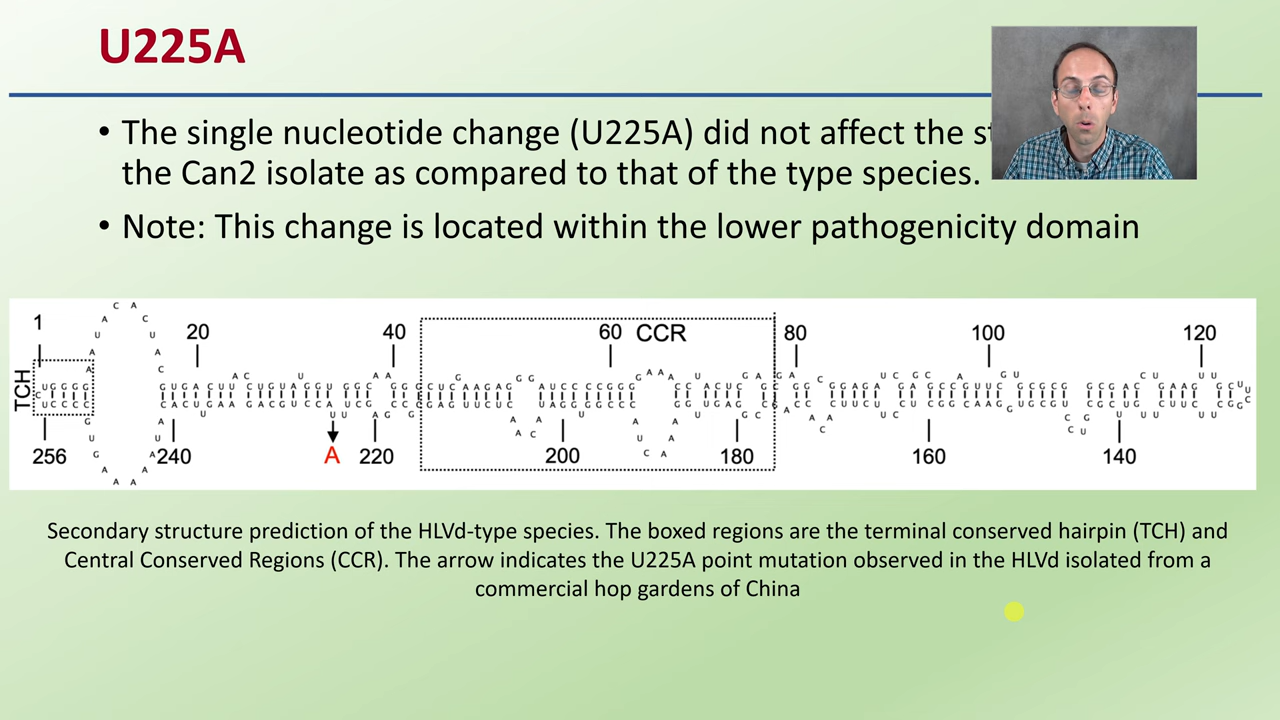 U225A
• The single nucleotide change (U225A) did not affect the
the Can2 isolate as compared to that of the type species.
• Note: This change is located within the lower pathogenicity domain
1 20 40 60 CCR 80 100 120
TCH
256 240 A 220 200 180 160 140
Secondary structure prediction of the HLVd-type species. The boxed regions are the terminal conserved hairpin (TCH) and
Central Conserved Regions (CCR). The arrow indicates the U225A point mutation observed in the HLVd isolated from a
commercial hop gardens of China